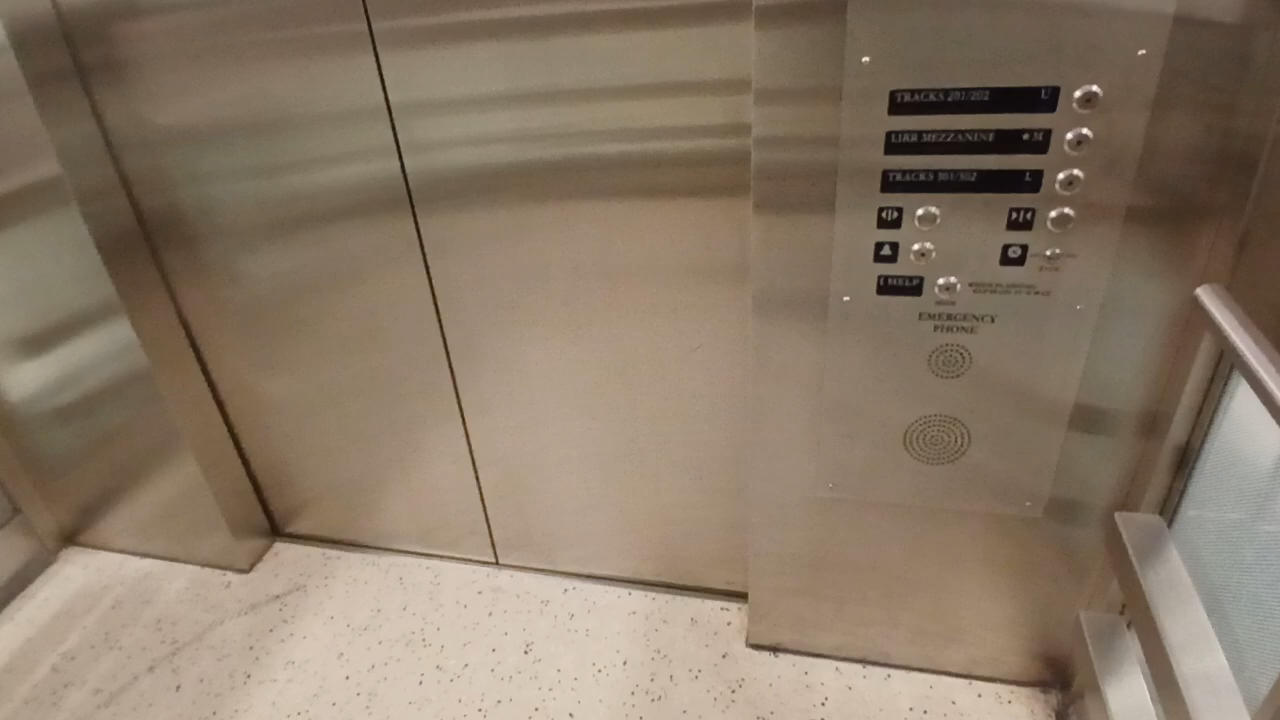 TRACKS 201/202 U
LIRR MEZZANINE ★M
TRACKS 301/302 L
HELP
EMERGENCY
PHONE